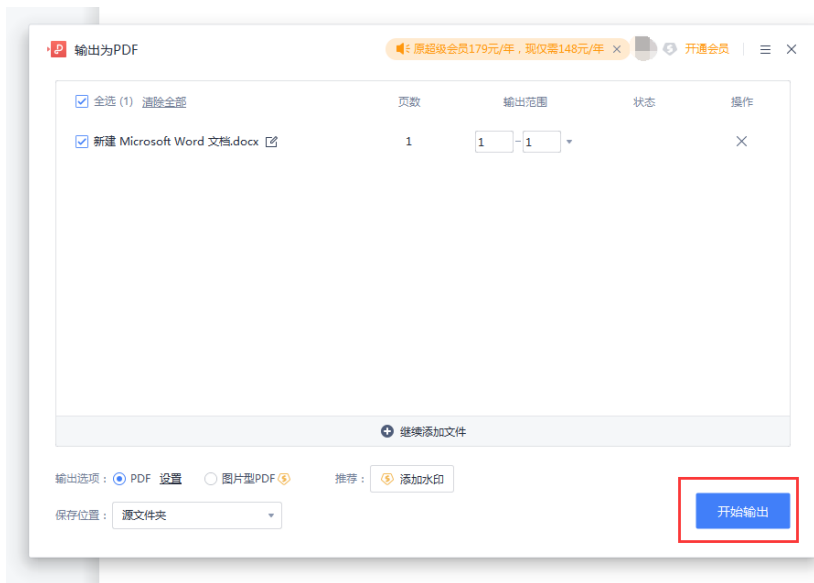 输出为PDF
原超级会员179元/年，现仅需148元/年
开通会员
全选 (1) 清除全部 页数 输出范围 状态 操作
新建 Microsoft Word 文档.docx 1 1 - 1
继续添加文件
输出选项： PDF 设置 图片型PDF 推荐： 添加水印
保存位置： 源文件夹
开始输出